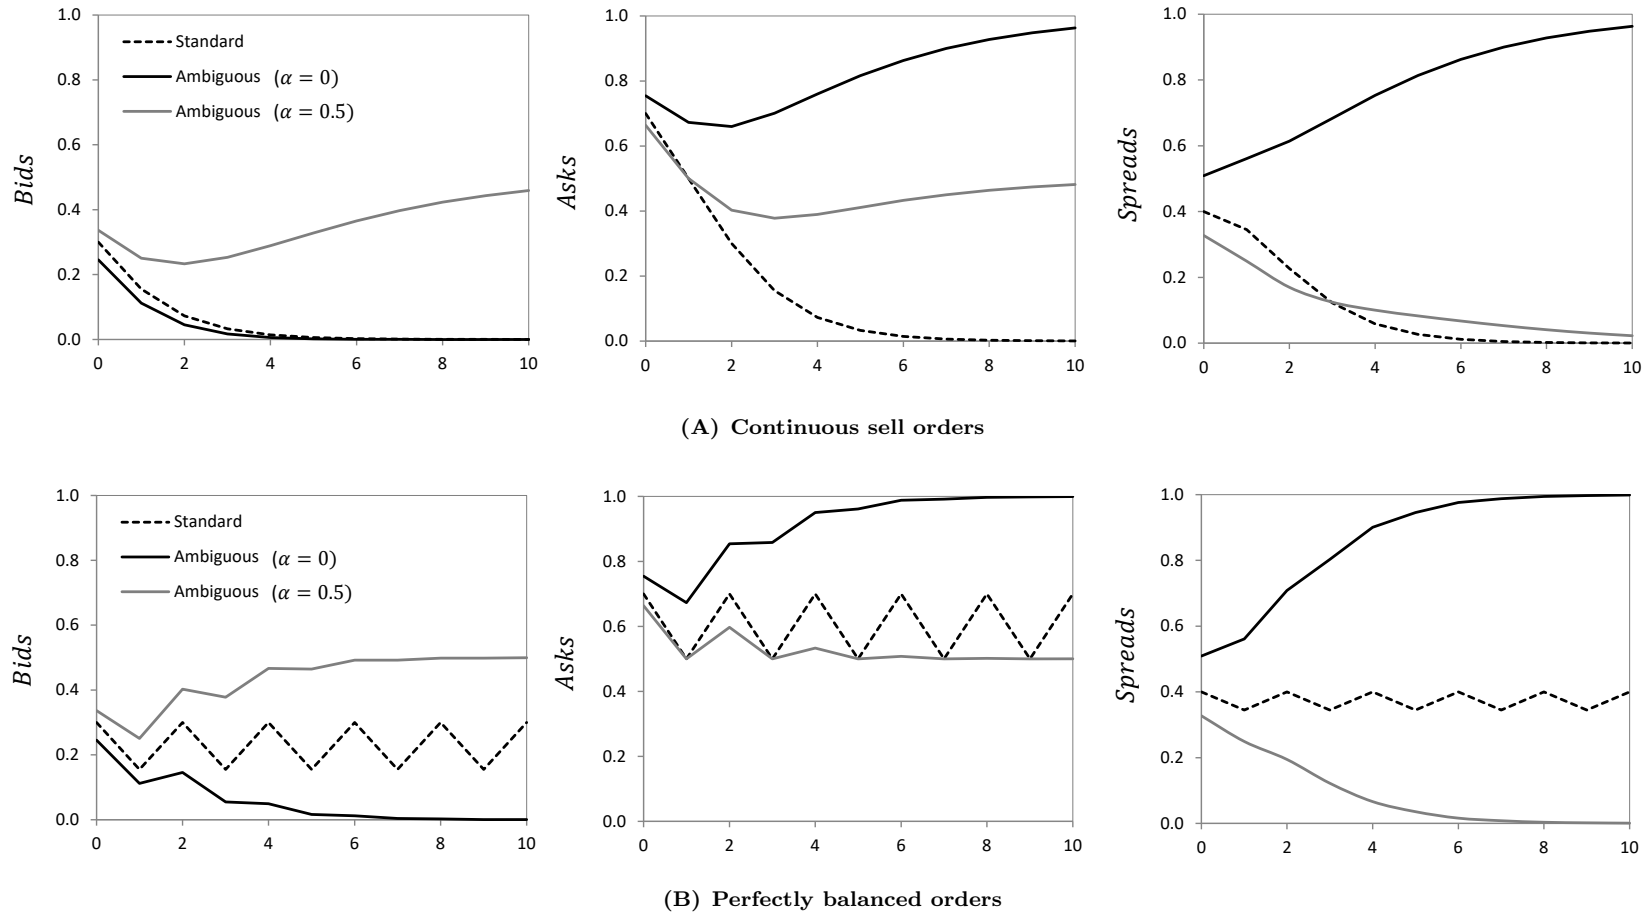 1.0
0.8
0.6
0.4
0.2
0.0
0 2 4 6 8 10
Bids
Standard
Ambiguous (α = 0)
Ambiguous (α = 0.5)
1.0
0.8
0.6
0.4
0.2
0.0
0 2 4 6 8 10
Asks
1.0
0.8
0.6
0.4
0.2
0.0
0 2 4 6 8 10
Spreads
(A) Continuous sell orders
1.0
0.8
0.6
0.4
0.2
0.0
0 2 4 6 8 10
Bids
Standard
Ambiguous (α = 0)
Ambiguous (α = 0.5)
1.0
0.8
0.6
0.4
0.2
0.0
0 2 4 6 8 10
Asks
1.0
0.8
0.6
0.4
0.2
0.0
0 2 4 6 8 10
Spreads
(B) Perfectly balanced orders